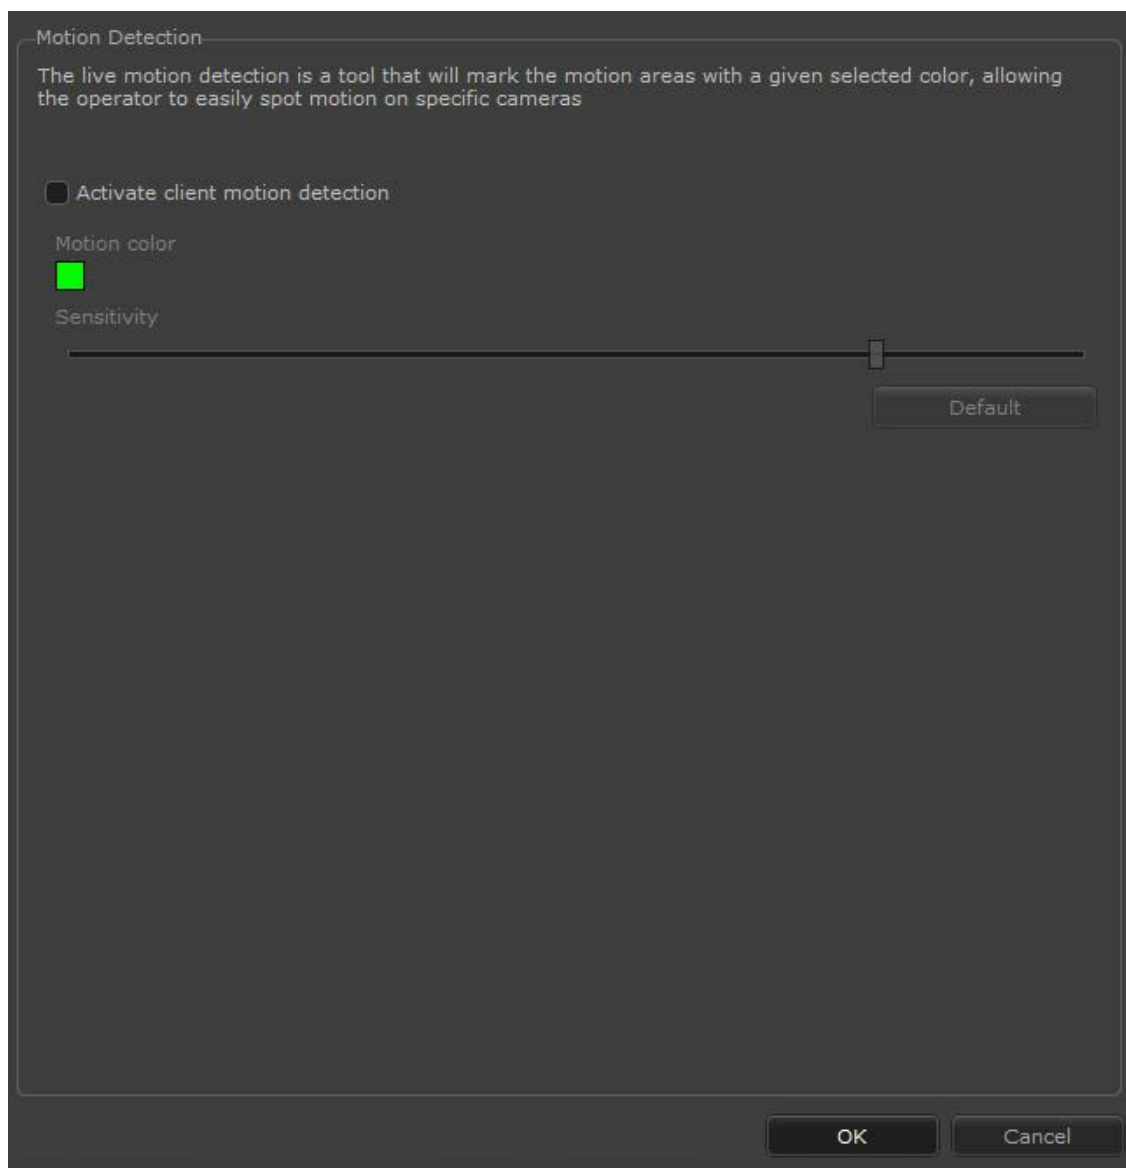 Motion Detection
The live motion detection is a tool that will mark the motion areas with a given selected color, allowing
the operator to easily spot motion on specific cameras
Activate client motion detection
Motion color
Sensitivity
Default
OK
Cancel